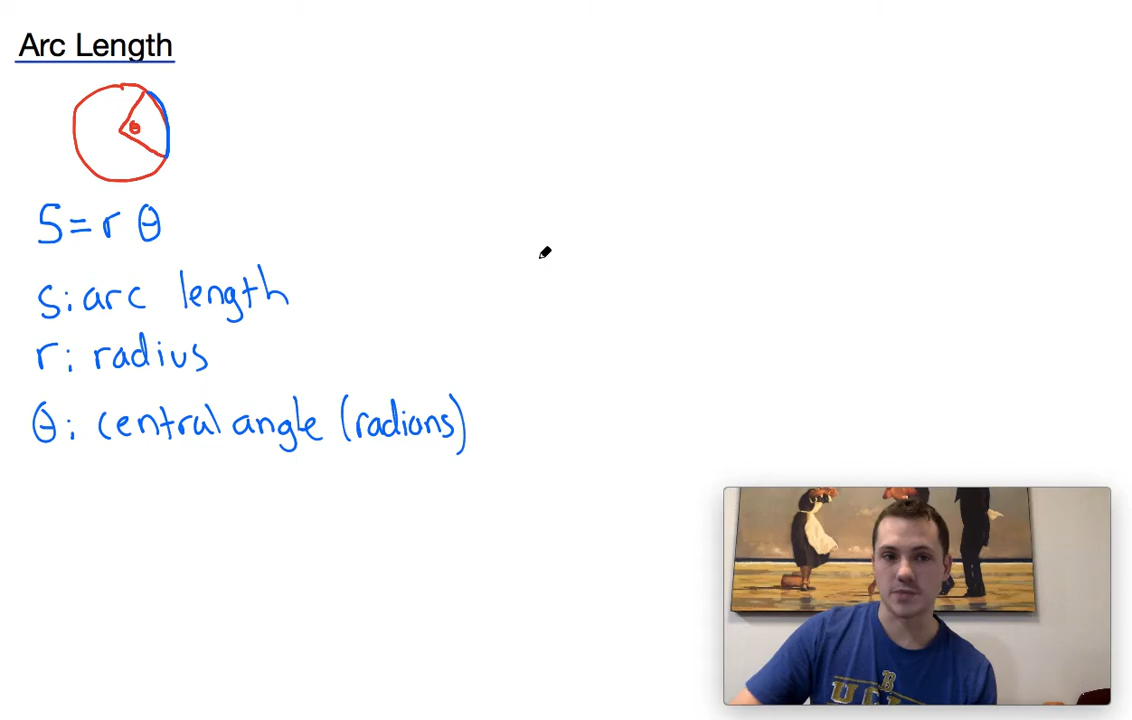 Arc Length
θ
S = r θ
s: arc length
r: radius
θ: central angle (radians)
B